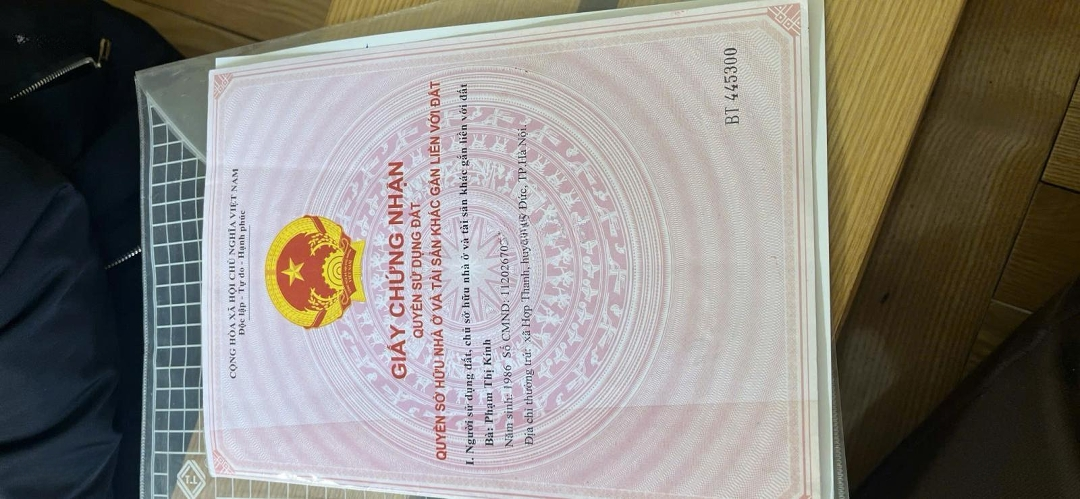 CỘNG HÒA XÃ HỘI CHỦ NGHĨA VIỆT NAM
Độc lập - Tự do - Hạnh phúc
GIẤY CHỨNG NHẬN
QUYỀN SỬ DỤNG ĐẤT
QUYỀN SỞ HỮU NHÀ Ở VÀ TÀI SẢN KHÁC GẮN LIỀN VỚI ĐẤT
I. Người sử dụng đất, chủ sở hữu nhà ở và tài sản khác gắn liền với đất
Bà: Phạm Thị Kính
Năm sinh: 1986 Số CMND: 112026705
Địa chỉ thường trú: xã Hợp Thanh, huyện Mỹ Đức, TP.Hà Nội.
BT 445300